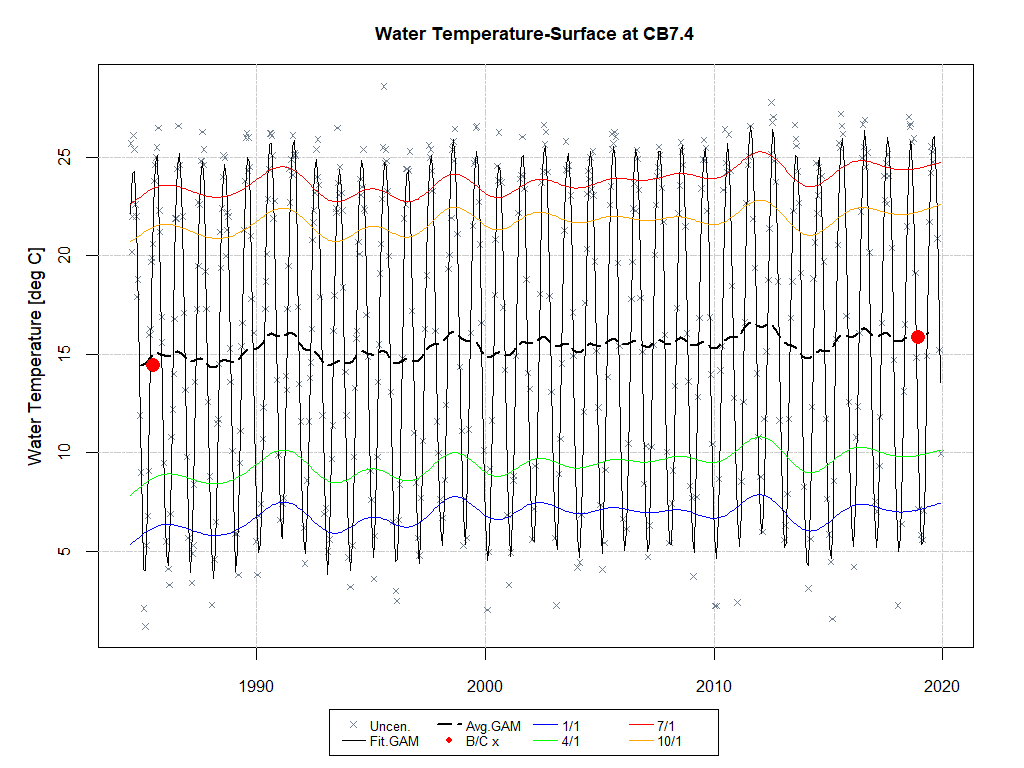 Water Temperature-Surface at CB7.4
Water Temperature [deg C]
25
20
15
10
5
1990 2000 2010 2020
Uncen. Avg.GAM 1/1 7/1
Fit.GAM B/C x 4/1 10/1